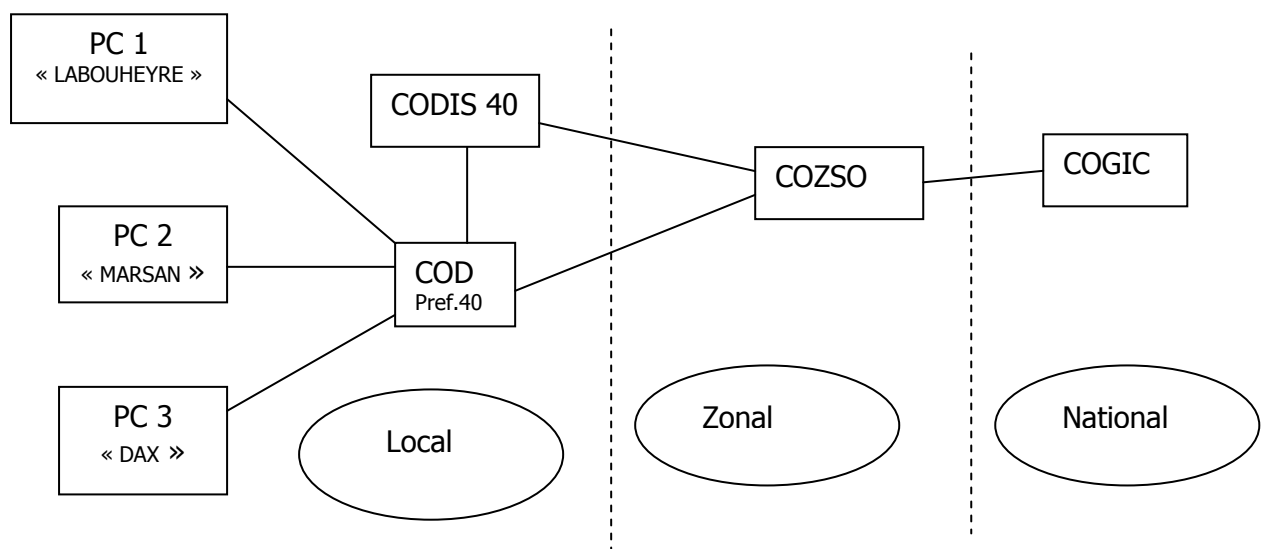 PC 1
« LABOUHEYRE »
CODIS 40
COZSO
COGIC
PC 2
« MARSAN »
COD
Pref.40
PC 3
« DAX »
Local
Zonal
National